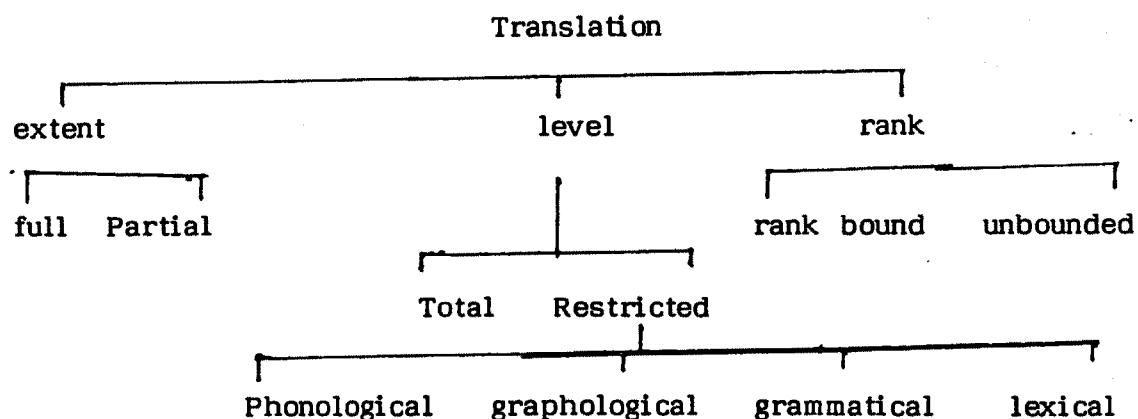 Translation
extent level rank
full Partial rank bound unbounded
Total Restricted
Phonological graphological grammatical lexical